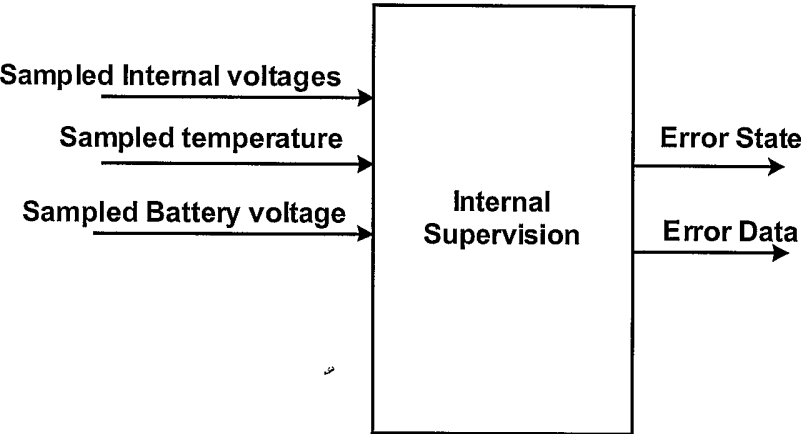 Sampled Internal voltages
Sampled temperature
Sampled Battery voltage
Internal
Supervision
Error State
Error Data